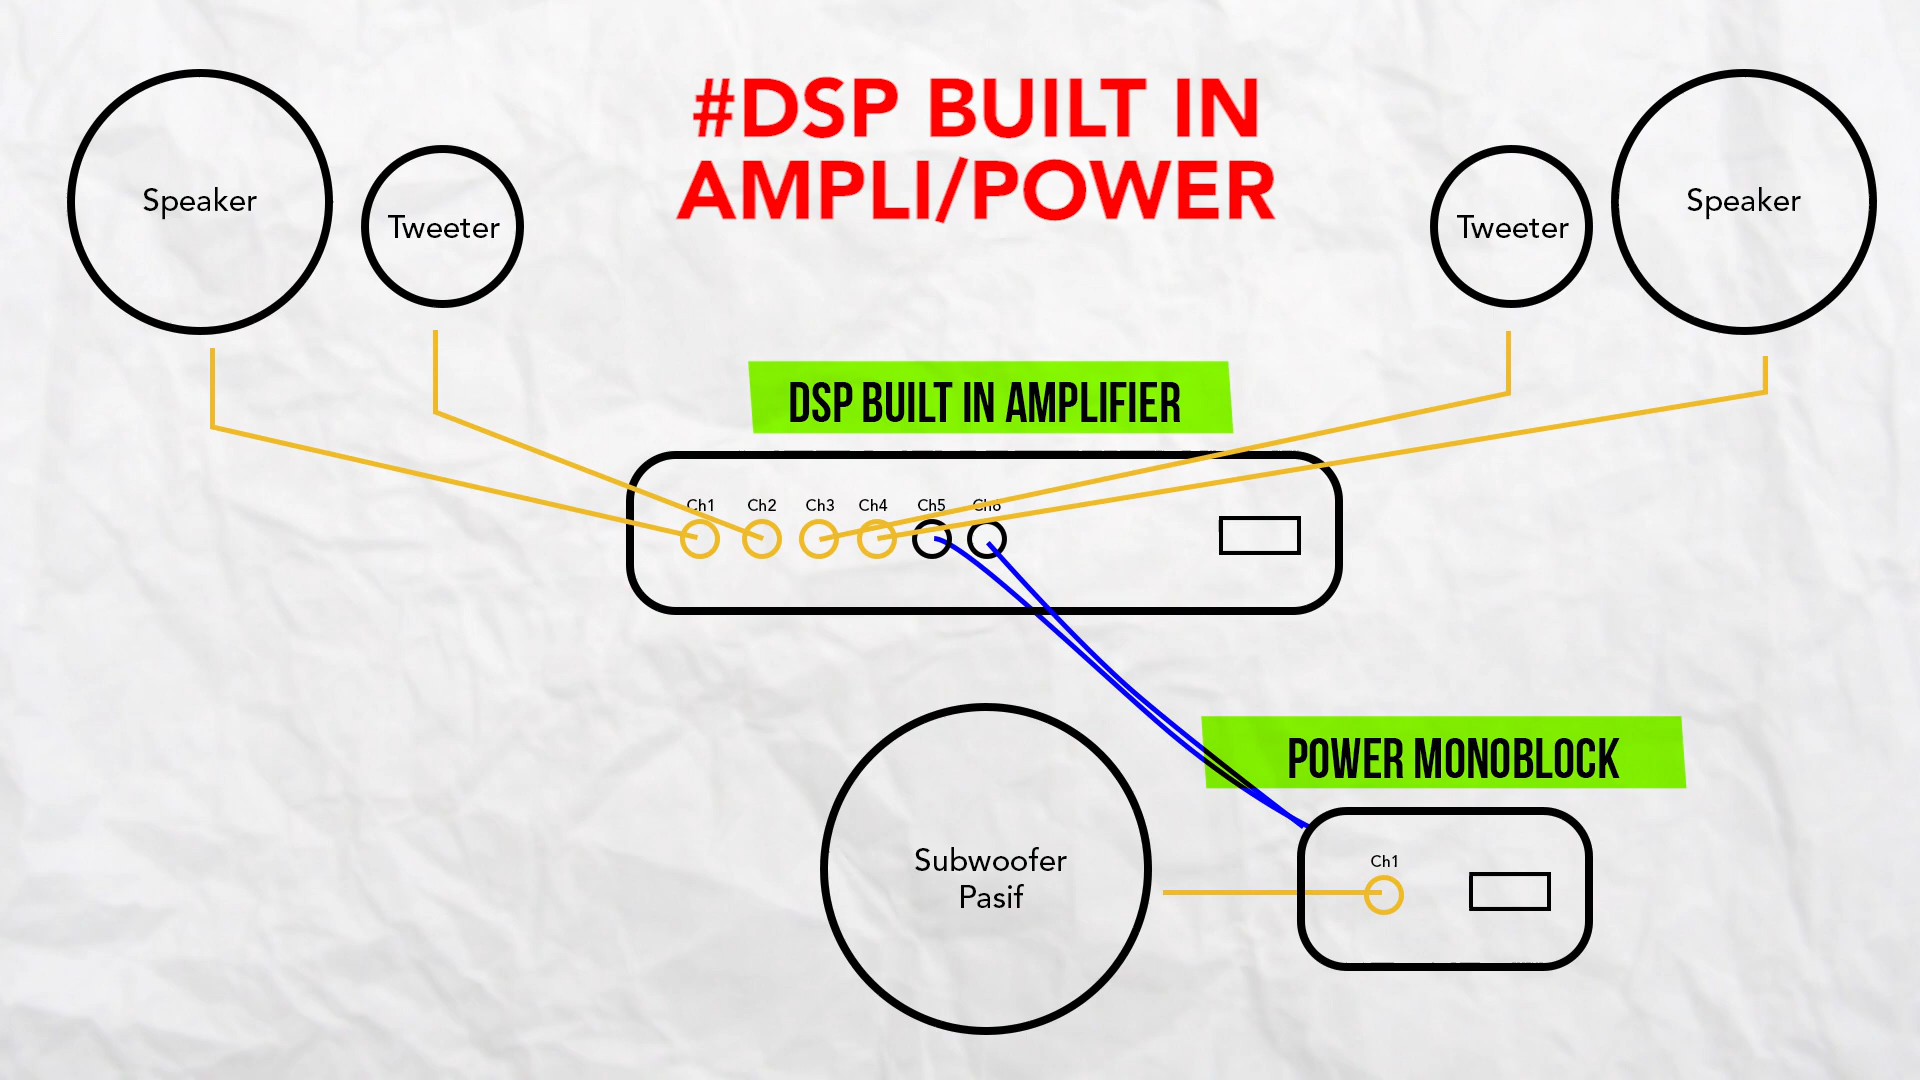 #DSP BUILT IN
AMPLI/POWER
Speaker
Tweeter
Tweeter
Speaker
DSP BUILT IN AMPLIFIER
Ch1 Ch2 Ch3 Ch4 Ch5 Ch6
POWER MONOBLOCK
Subwoofer
Pasif
Ch1